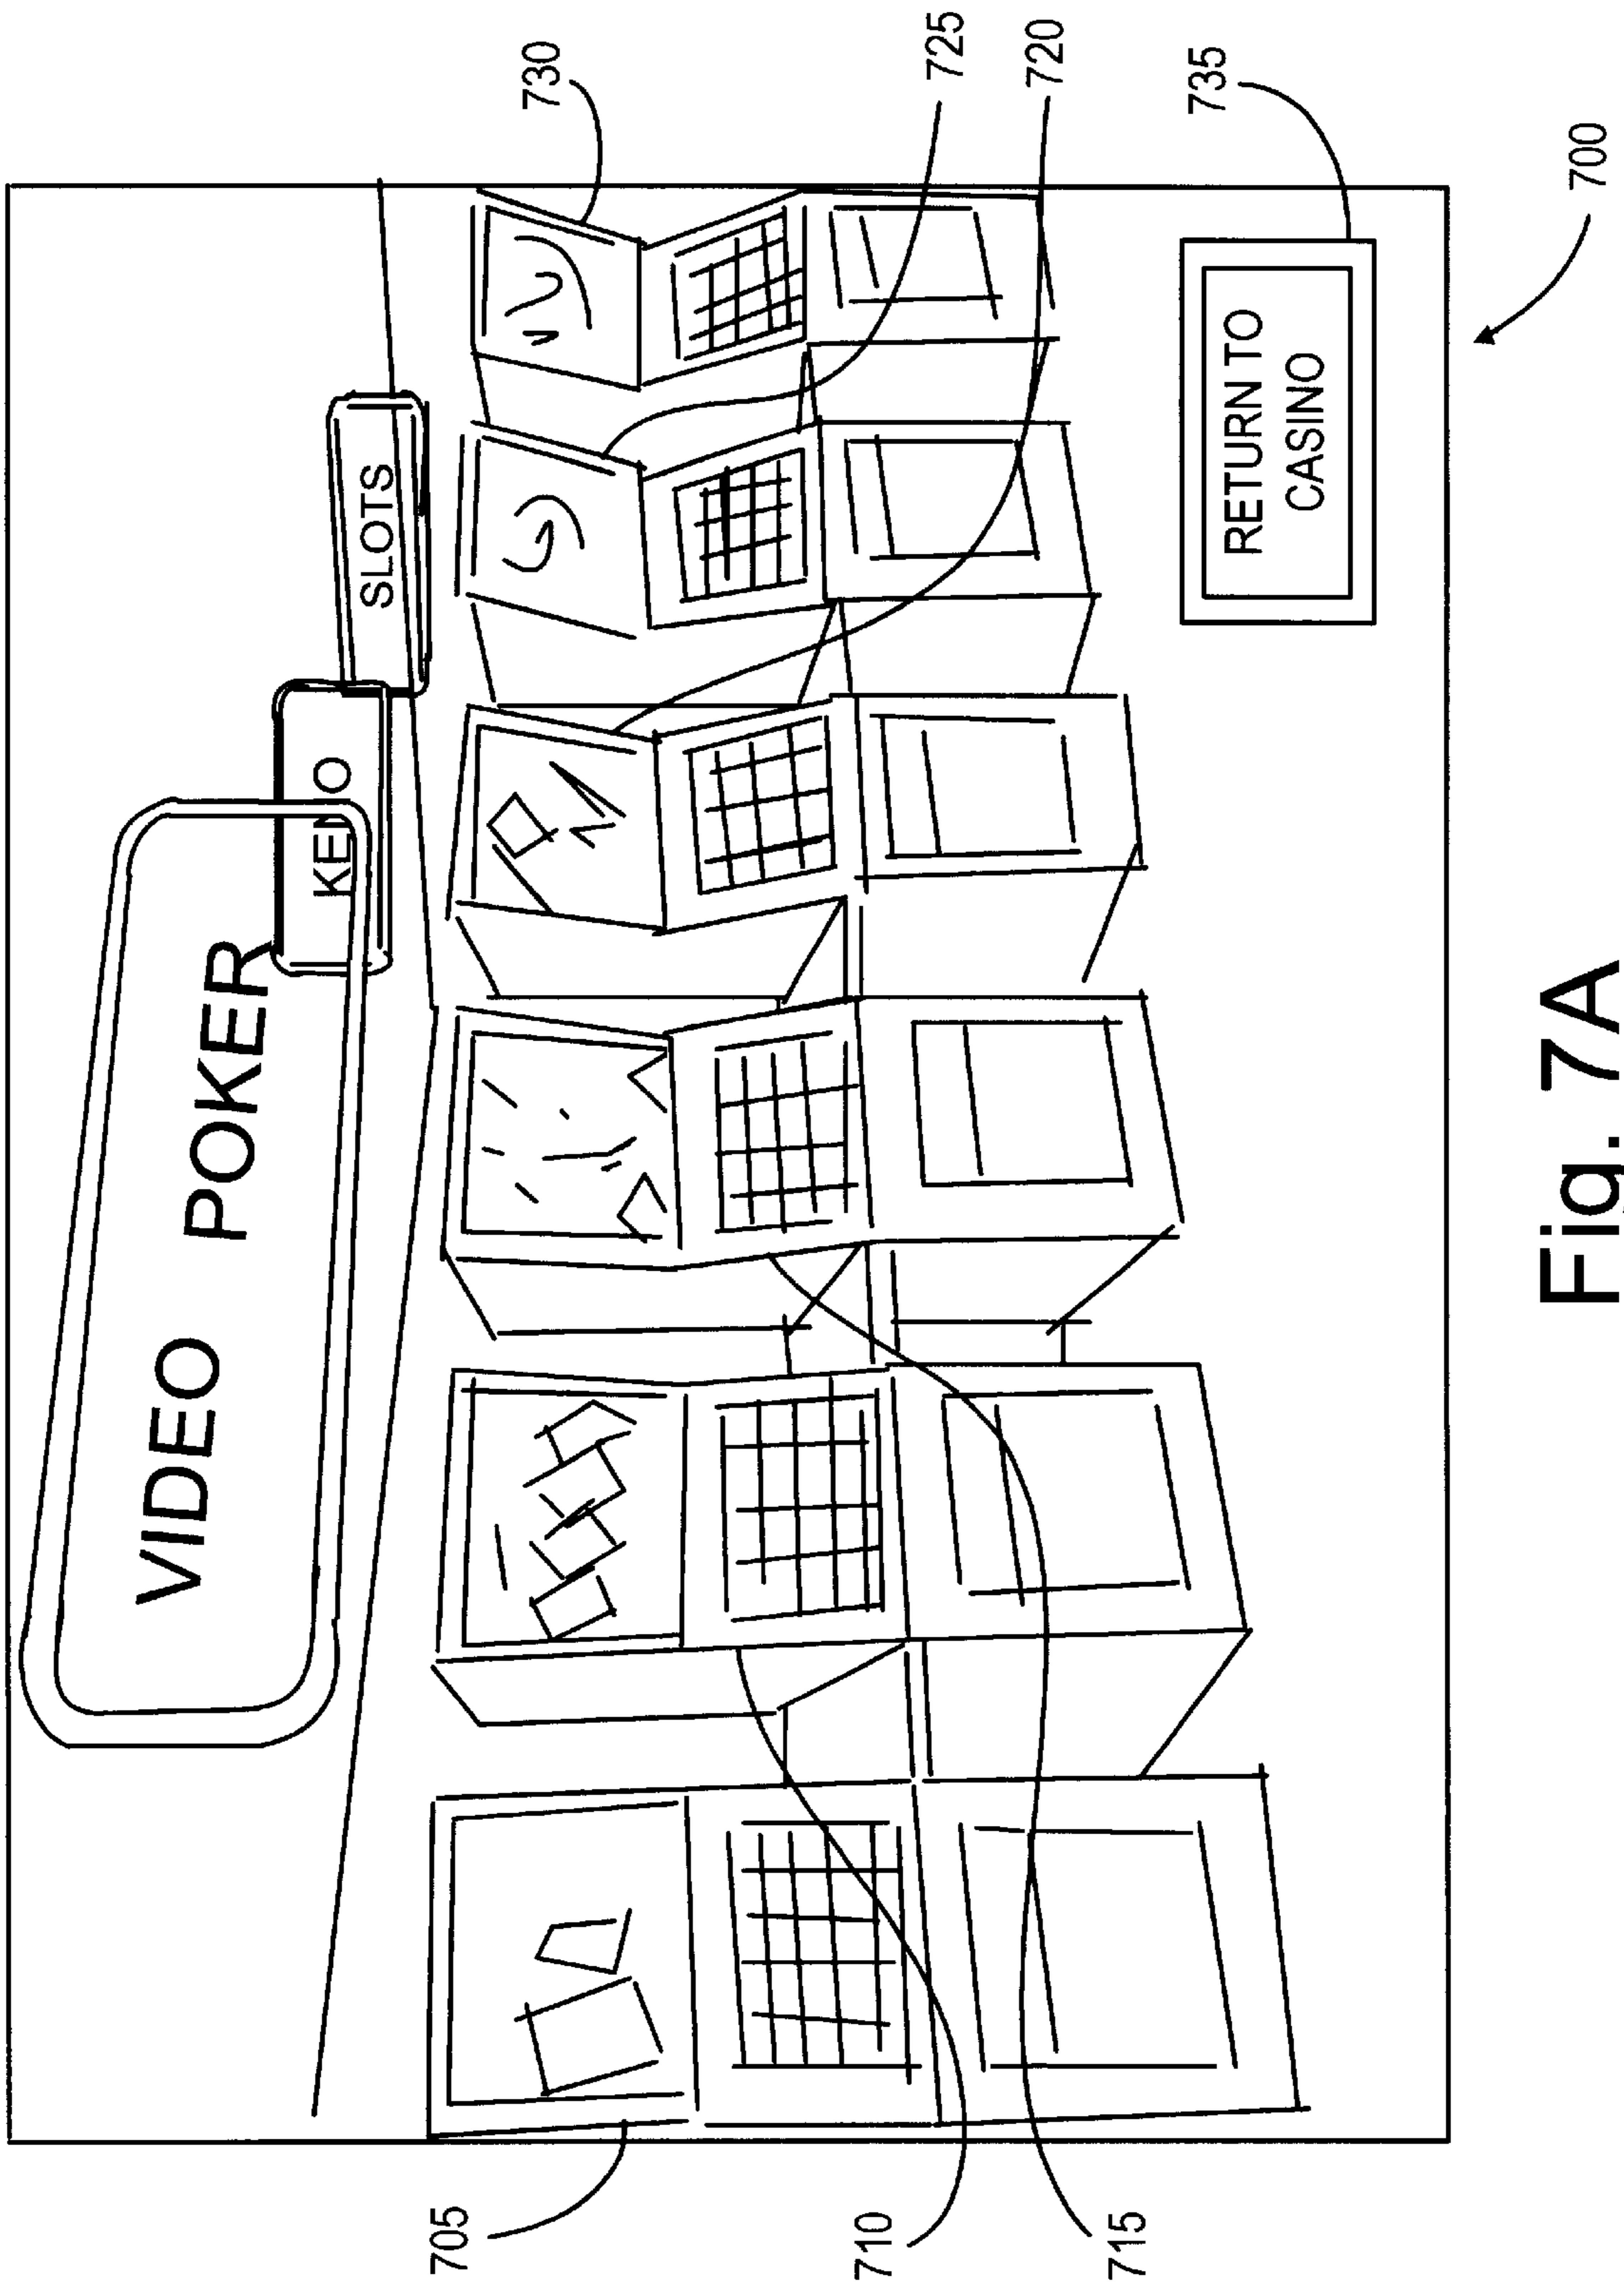 VIDEO POKER
KENO
SLOTS
730
725
720
735
700
705
710
715
RETURN TO
CASINO
Fig. 7A